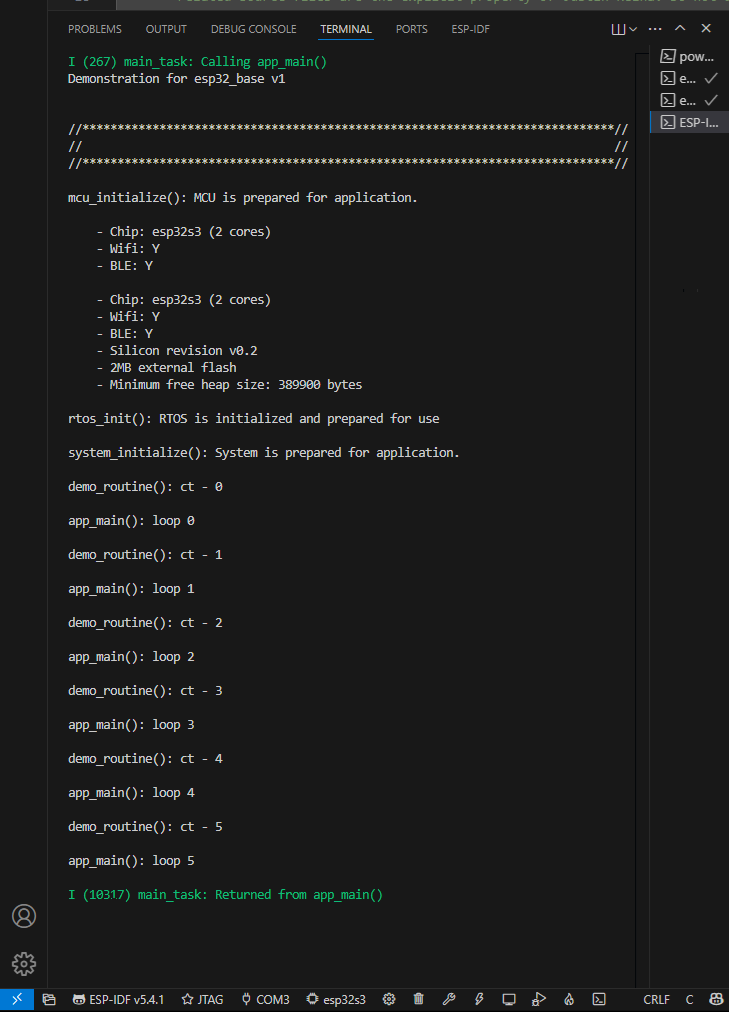 PROBLEMS OUTPUT DEBUG CONSOLE TERMINAL PORTS ESP-IDF
I (267) main_task: Calling app_main()
Demonstration for esp32_base v1
//****************************************************************************//
// //
//****************************************************************************//
mcu_initialize(): MCU is prepared for application.
- Chip: esp32s3 (2 cores)
- Wifi: Y
- BLE: Y
- Chip: esp32s3 (2 cores)
- Wifi: Y
- BLE: Y
- Silicon revision v0.2
- 2MB external flash
- Minimum free heap size: 389900 bytes
rtos_init(): RTOS is initialized and prepared for use
system_initialize(): System is prepared for application.
demo_routine(): ct - 0
app_main(): loop 0
demo_routine(): ct - 1
app_main(): loop 1
demo_routine(): ct - 2
app_main(): loop 2
demo_routine(): ct - 3
app_main(): loop 3
demo_routine(): ct - 4
app_main(): loop 4
demo_routine(): ct - 5
app_main(): loop 5
I (10317) main_task: Returned from app_main()
pow...
e...
e...
ESP-I...
ESP-IDF v5.4.1 JTAG COM3 esp32s3 CRLF C